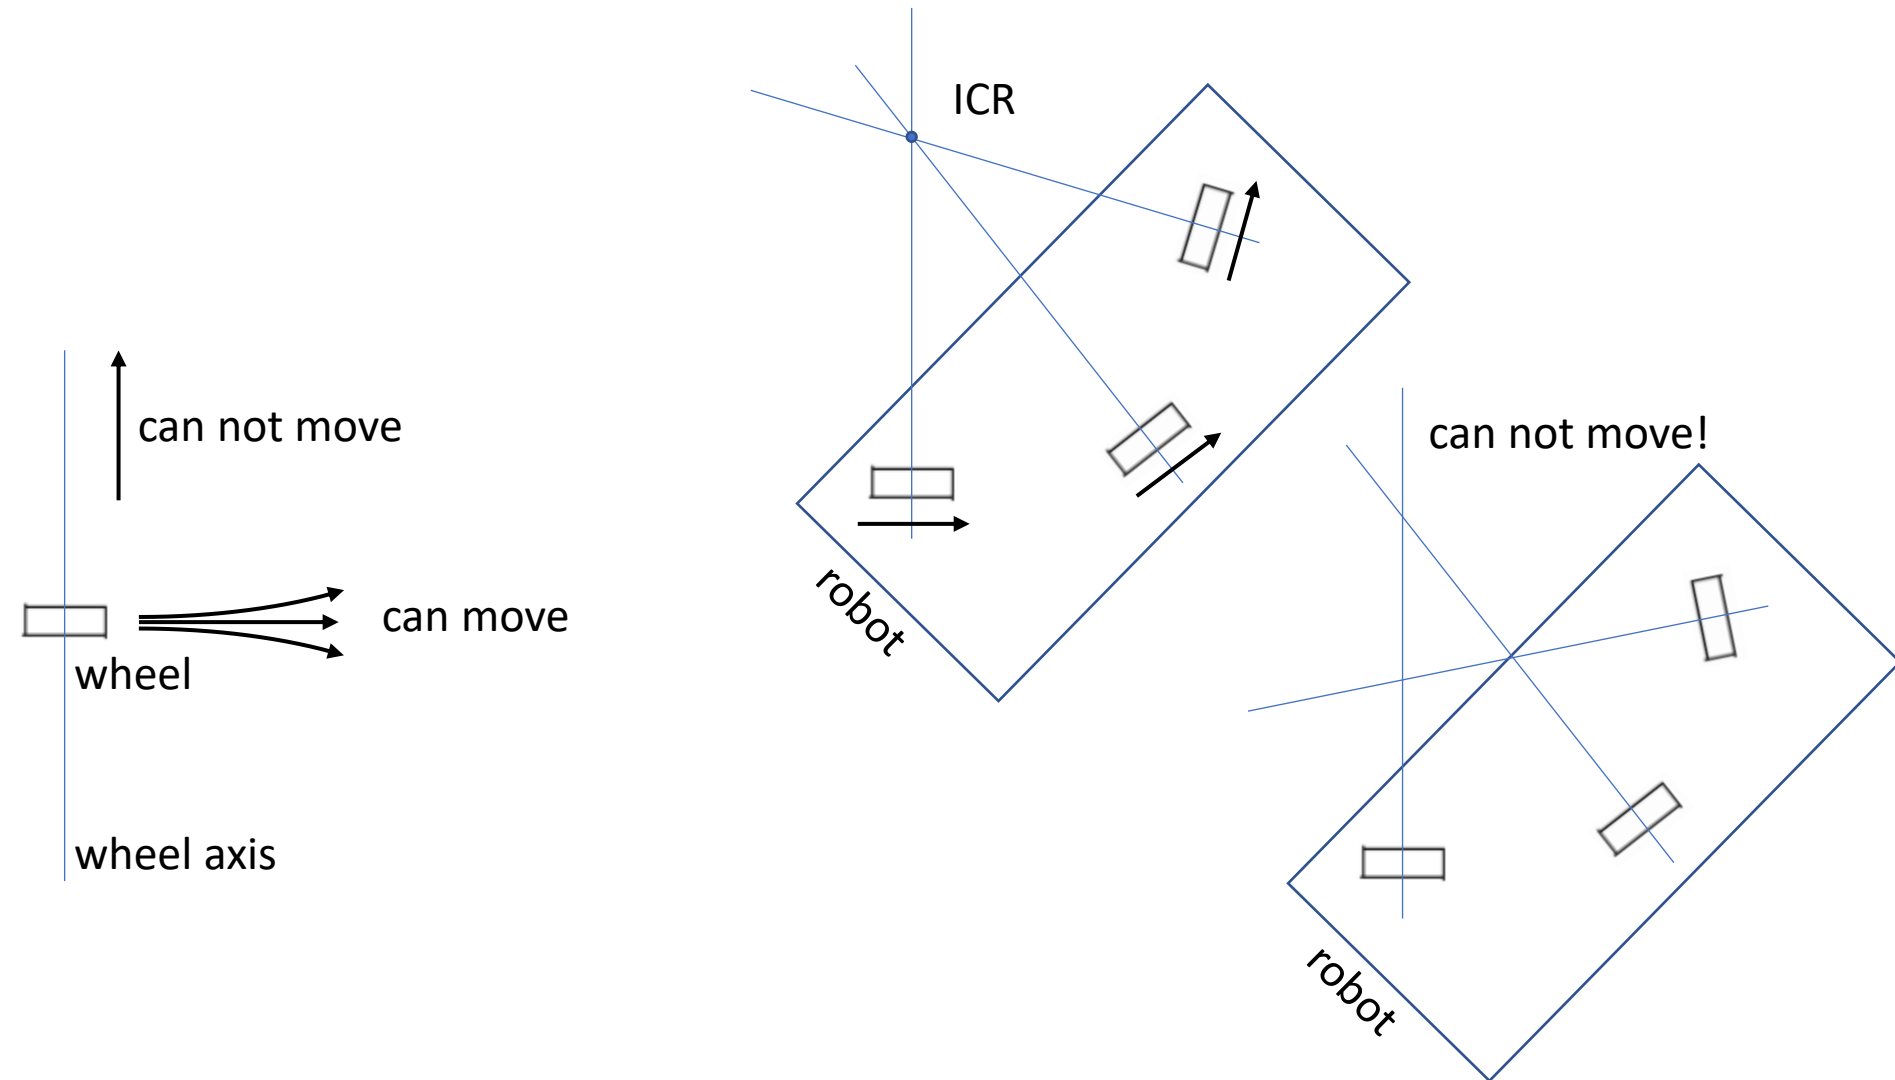 ICR
can not move
can not move!
can move
wheel
robot
wheel axis
robot